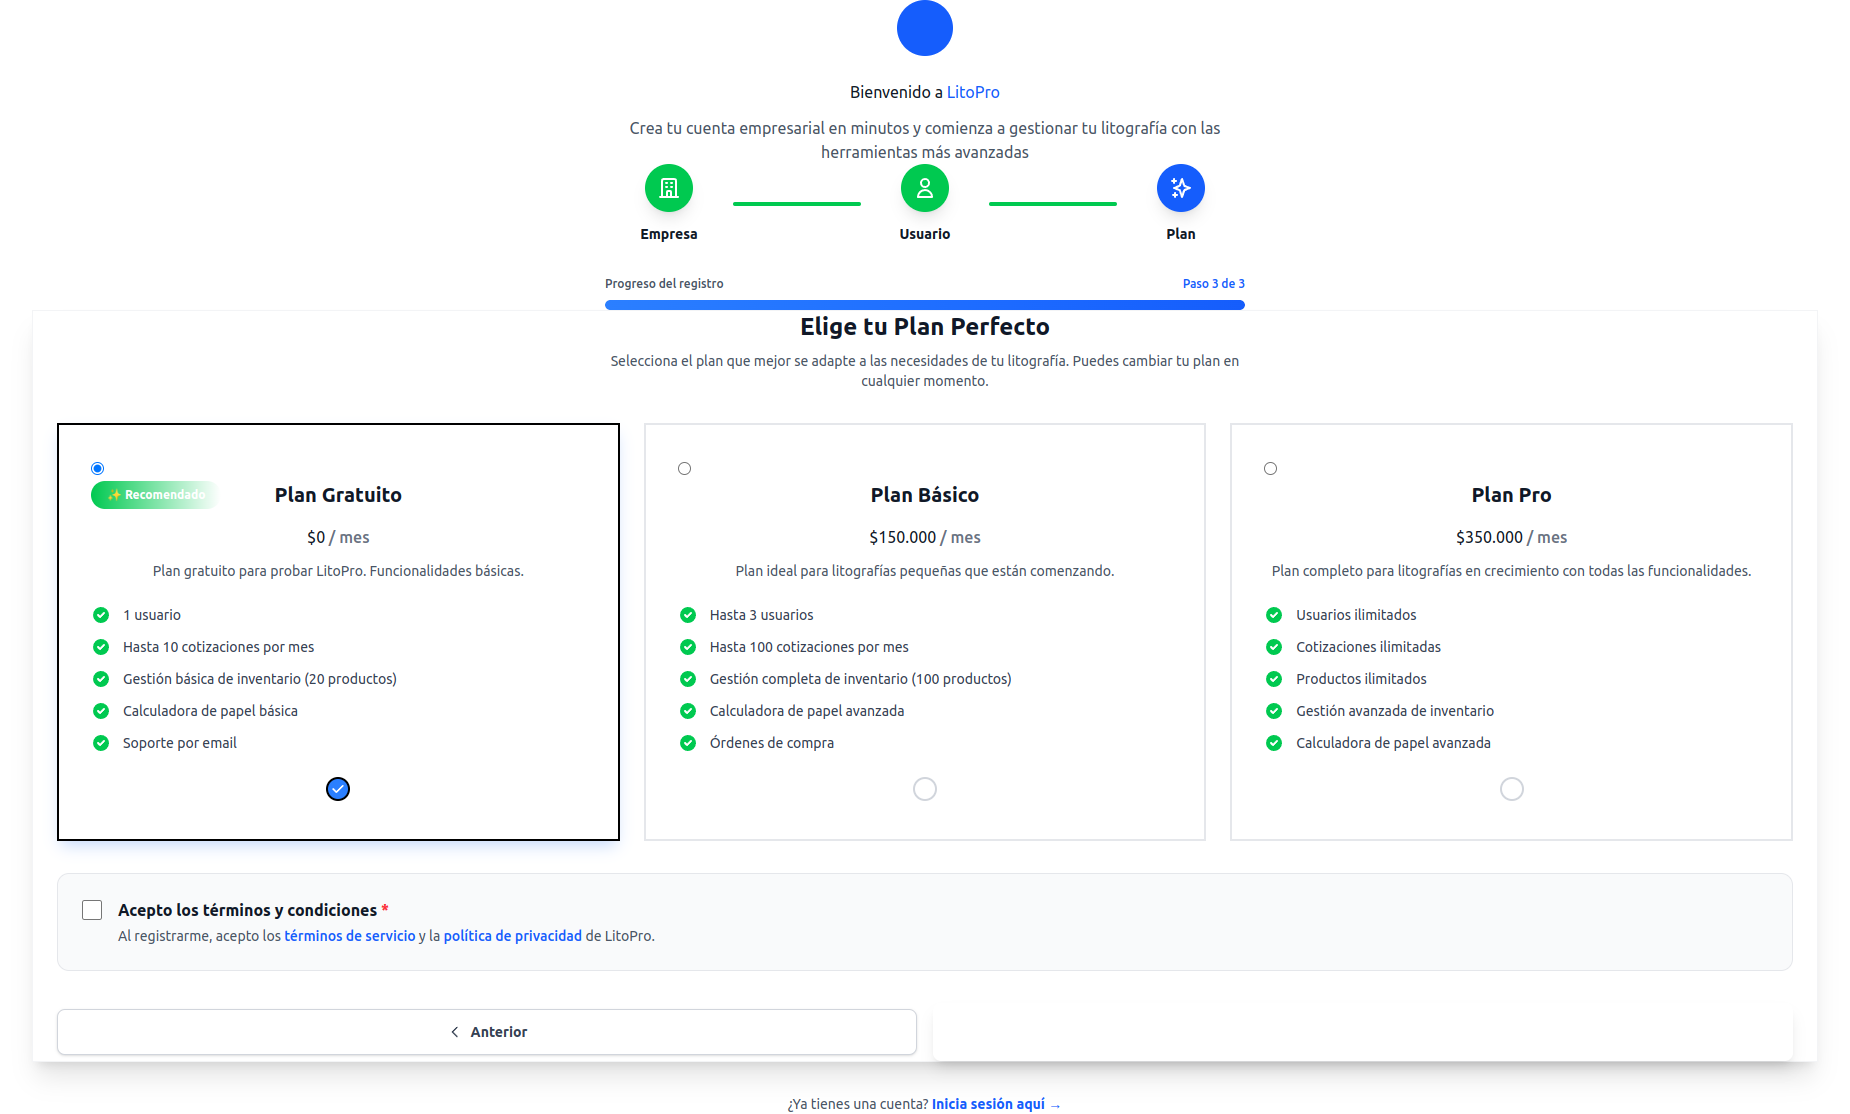 Bienvenido a LitoPro
Crea tu cuenta empresarial en minutos y comienza a gestionar tu litografía con las
herramientas más avanzadas
Empresa
Usuario
Plan
Progreso del registro
Paso 3 de 3
Elige tu Plan Perfecto
Selecciona el plan que mejor se adapte a las necesidades de tu litografía. Puedes cambiar tu plan en
cualquier momento.
✨ Recomendado
Plan Gratuito
$0 / mes
Plan gratuito para probar LitoPro. Funcionalidades básicas.
1 usuario
Hasta 10 cotizaciones por mes
Gestión básica de inventario (20 productos)
Calculadora de papel básica
Soporte por email
Plan Básico
$150.000 / mes
Plan ideal para litografías pequeñas que están comenzando.
Hasta 3 usuarios
Hasta 100 cotizaciones por mes
Gestión completa de inventario (100 productos)
Calculadora de papel avanzada
Órdenes de compra
Plan Pro
$350.000 / mes
Plan completo para litografías en crecimiento con todas las funcionalidades.
Usuarios ilimitados
Cotizaciones ilimitadas
Productos ilimitados
Gestión avanzada de inventario
Calculadora de papel avanzada
Acepto los términos y condiciones *
Al registrarme, acepto los términos de servicio y la política de privacidad de LitoPro.
Anterior
¿Ya tienes una cuenta? Inicia sesión aquí →